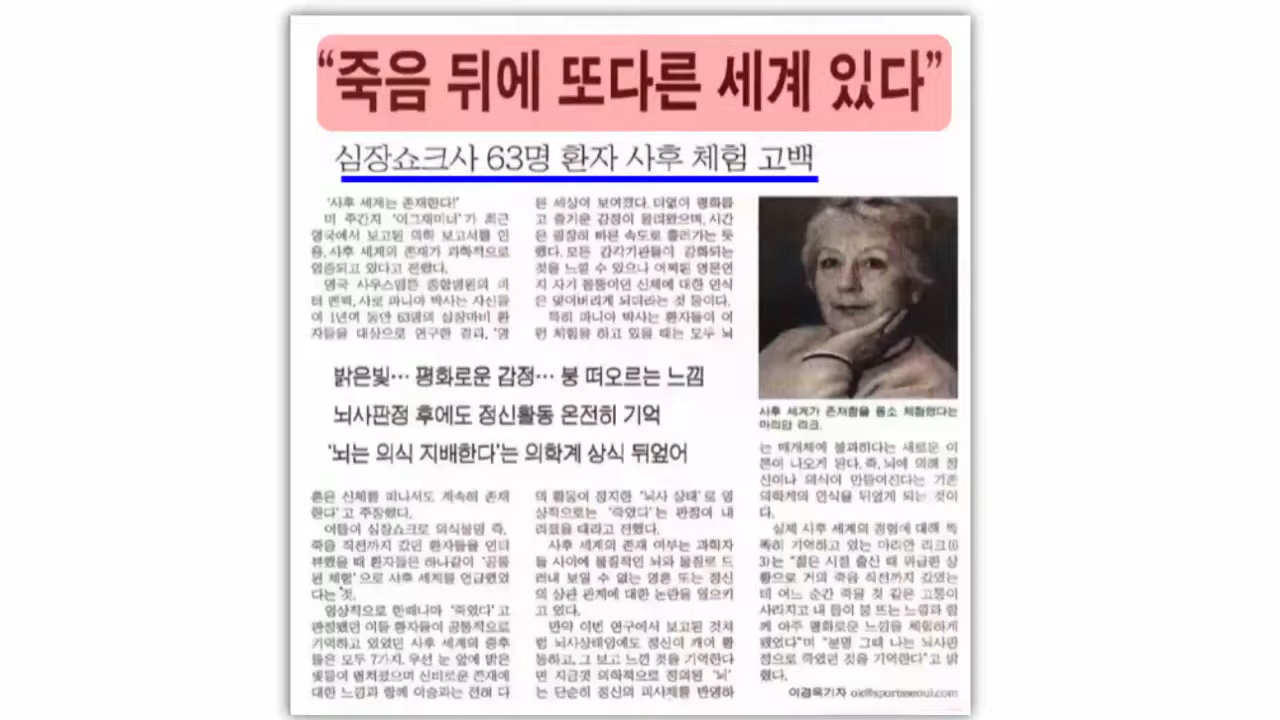 “죽음 뒤에 또다른 세계 있다”
심장쇼크사 63명 환자 사후 체험 고백
‘사후 세계는 존재한다!’
미 주간지 ‘이그재미너’가 최근
영국에서 보고된 의학 보고서를 인
용, 사후 세계의 존재가 과학적으로
입증되고 있다고 전했다.
영국 사우스햄튼 종합병원의 피
터 펜윅, 사로 파니아 박사는 자신들
이 1년여 동안 63명의 심장마비 환
자들을 대상으로 연구한 결과, ‘영
밝은빛… 평화로운 감정… 붕 떠오르는 느낌
뇌사판정 후에도 정신활동 온전히 기억
‘뇌는 의식 지배한다’는 의학계 상식 뒤엎어
혼은 신체를 떠나서도 계속해 존재
한다’고 주장했다.
이들이 심장쇼크로 의식불명 즉,
죽음 직전까지 갔던 환자들을 인터
뷰했을 때 환자들은 하나같이 ‘공통
된 체험’으로 사후 세계를 언급했었
다는 것.
임상적으로 한때나마 ‘죽었다’고
판정됐던 이들 환자들이 공통적으로
기억하고 있었던 사후 세계의 증후
들은 모두 7가지. 우선 눈 앞에 밝은
빛들이 펼쳐졌으며 신비로운 존재에
대한 느낌과 함께 이승과는 전혀 다
른 세상이 보여졌다. 더없이 평화롭
고 즐거운 감정이 몰려왔으며, 시간
은 굉장히 빠른 속도로 흘러가는 듯
했다. 모든 감각기관들이 강화되는
것을 느낄 수 있으나 어찌된 영문인
지 자기 몸뚱이인 신체에 대한 인식
은 잊어버리게 되더라는 것 등이다.
특히 파니아 박사는 환자들이 이
런 체험을 하고 있을 때는 모두 뇌
의 활동이 정지한 ‘뇌사 상태’로 임
상적으로는 ‘죽었다’는 판정이 내
려졌을 때라고 전했다.
사후 세계의 존재 여부는 과학자
들 사이에 물질적인 뇌와 물질로 드
러내 보일 수 없는 영혼 또는 정신
의 상관 관계에 대한 논란을 일으키
고 있다.
만약 이번 연구에서 보고된 것처
럼 뇌사상태임에도 정신이 깨어 활
동하고, 그 보고 느낀 것을 기억한다
면 지금껏 의학적으로 정의된 ‘뇌’
는 단순히 정신의 피사체를 반영하
사후 세계가 존재함을 몸소 체험했다는
마리안 리크.
는 매개체에 불과하다는 새로운 이
론이 나오게 된다. 즉, 뇌에 의해 정
신이나 의식이 만들어진다는 기존
의학계의 인식을 뒤엎게 되는 것이
다.
실제 사후 세계의 경험에 대해 똑
똑히 기억하고 있는 마리안 리크(6
3)는 “젊은 시절 출산 때 위급한 상
황으로 거의 죽음 직전까지 갔었는
데 어느 순간 죽을 것 같은 고통이
사라지고 내 몸이 붕 뜨는 느낌과 함
께 아주 평화로운 느낌을 체험하게
됐었다”며 “분명 그때 나는 뇌사판
정으로 죽었던 것을 기억한다”고 밝
혔다.
이경옥기자 ok@sportsseoul.com